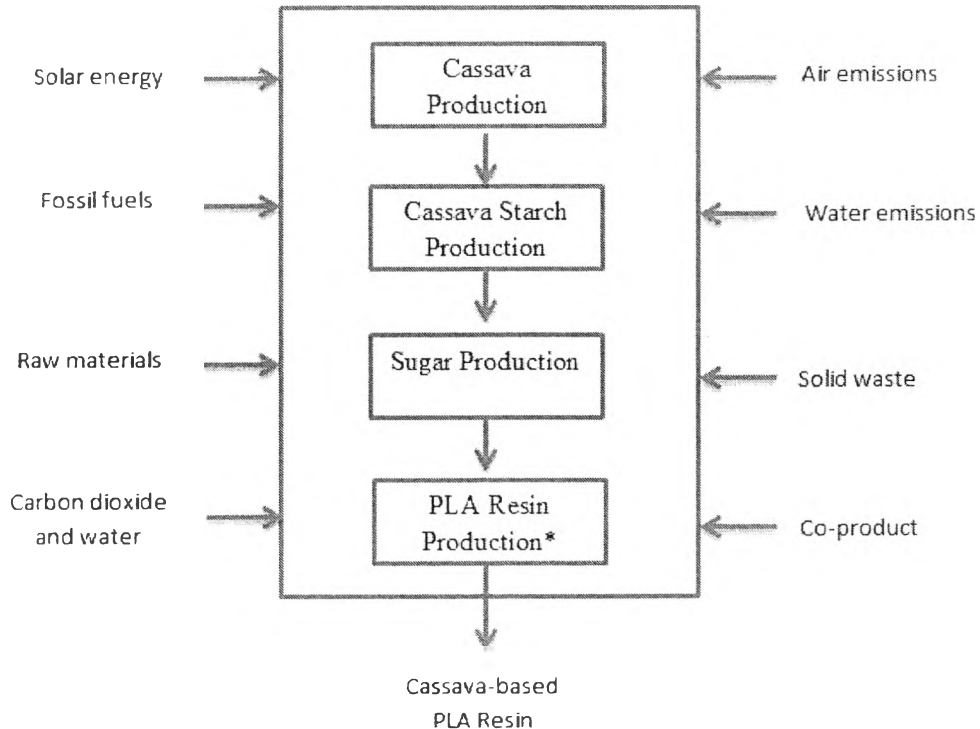 Solar energy
Fossil fuels
Raw materials
Carbon dioxide
and water
Cassava
Production
Cassava Starch
Production
Sugar Production
PLA Resin
Production*
Air emissions
Water emissions
Solid waste
Co-product
Cassava-based
PLA Resin